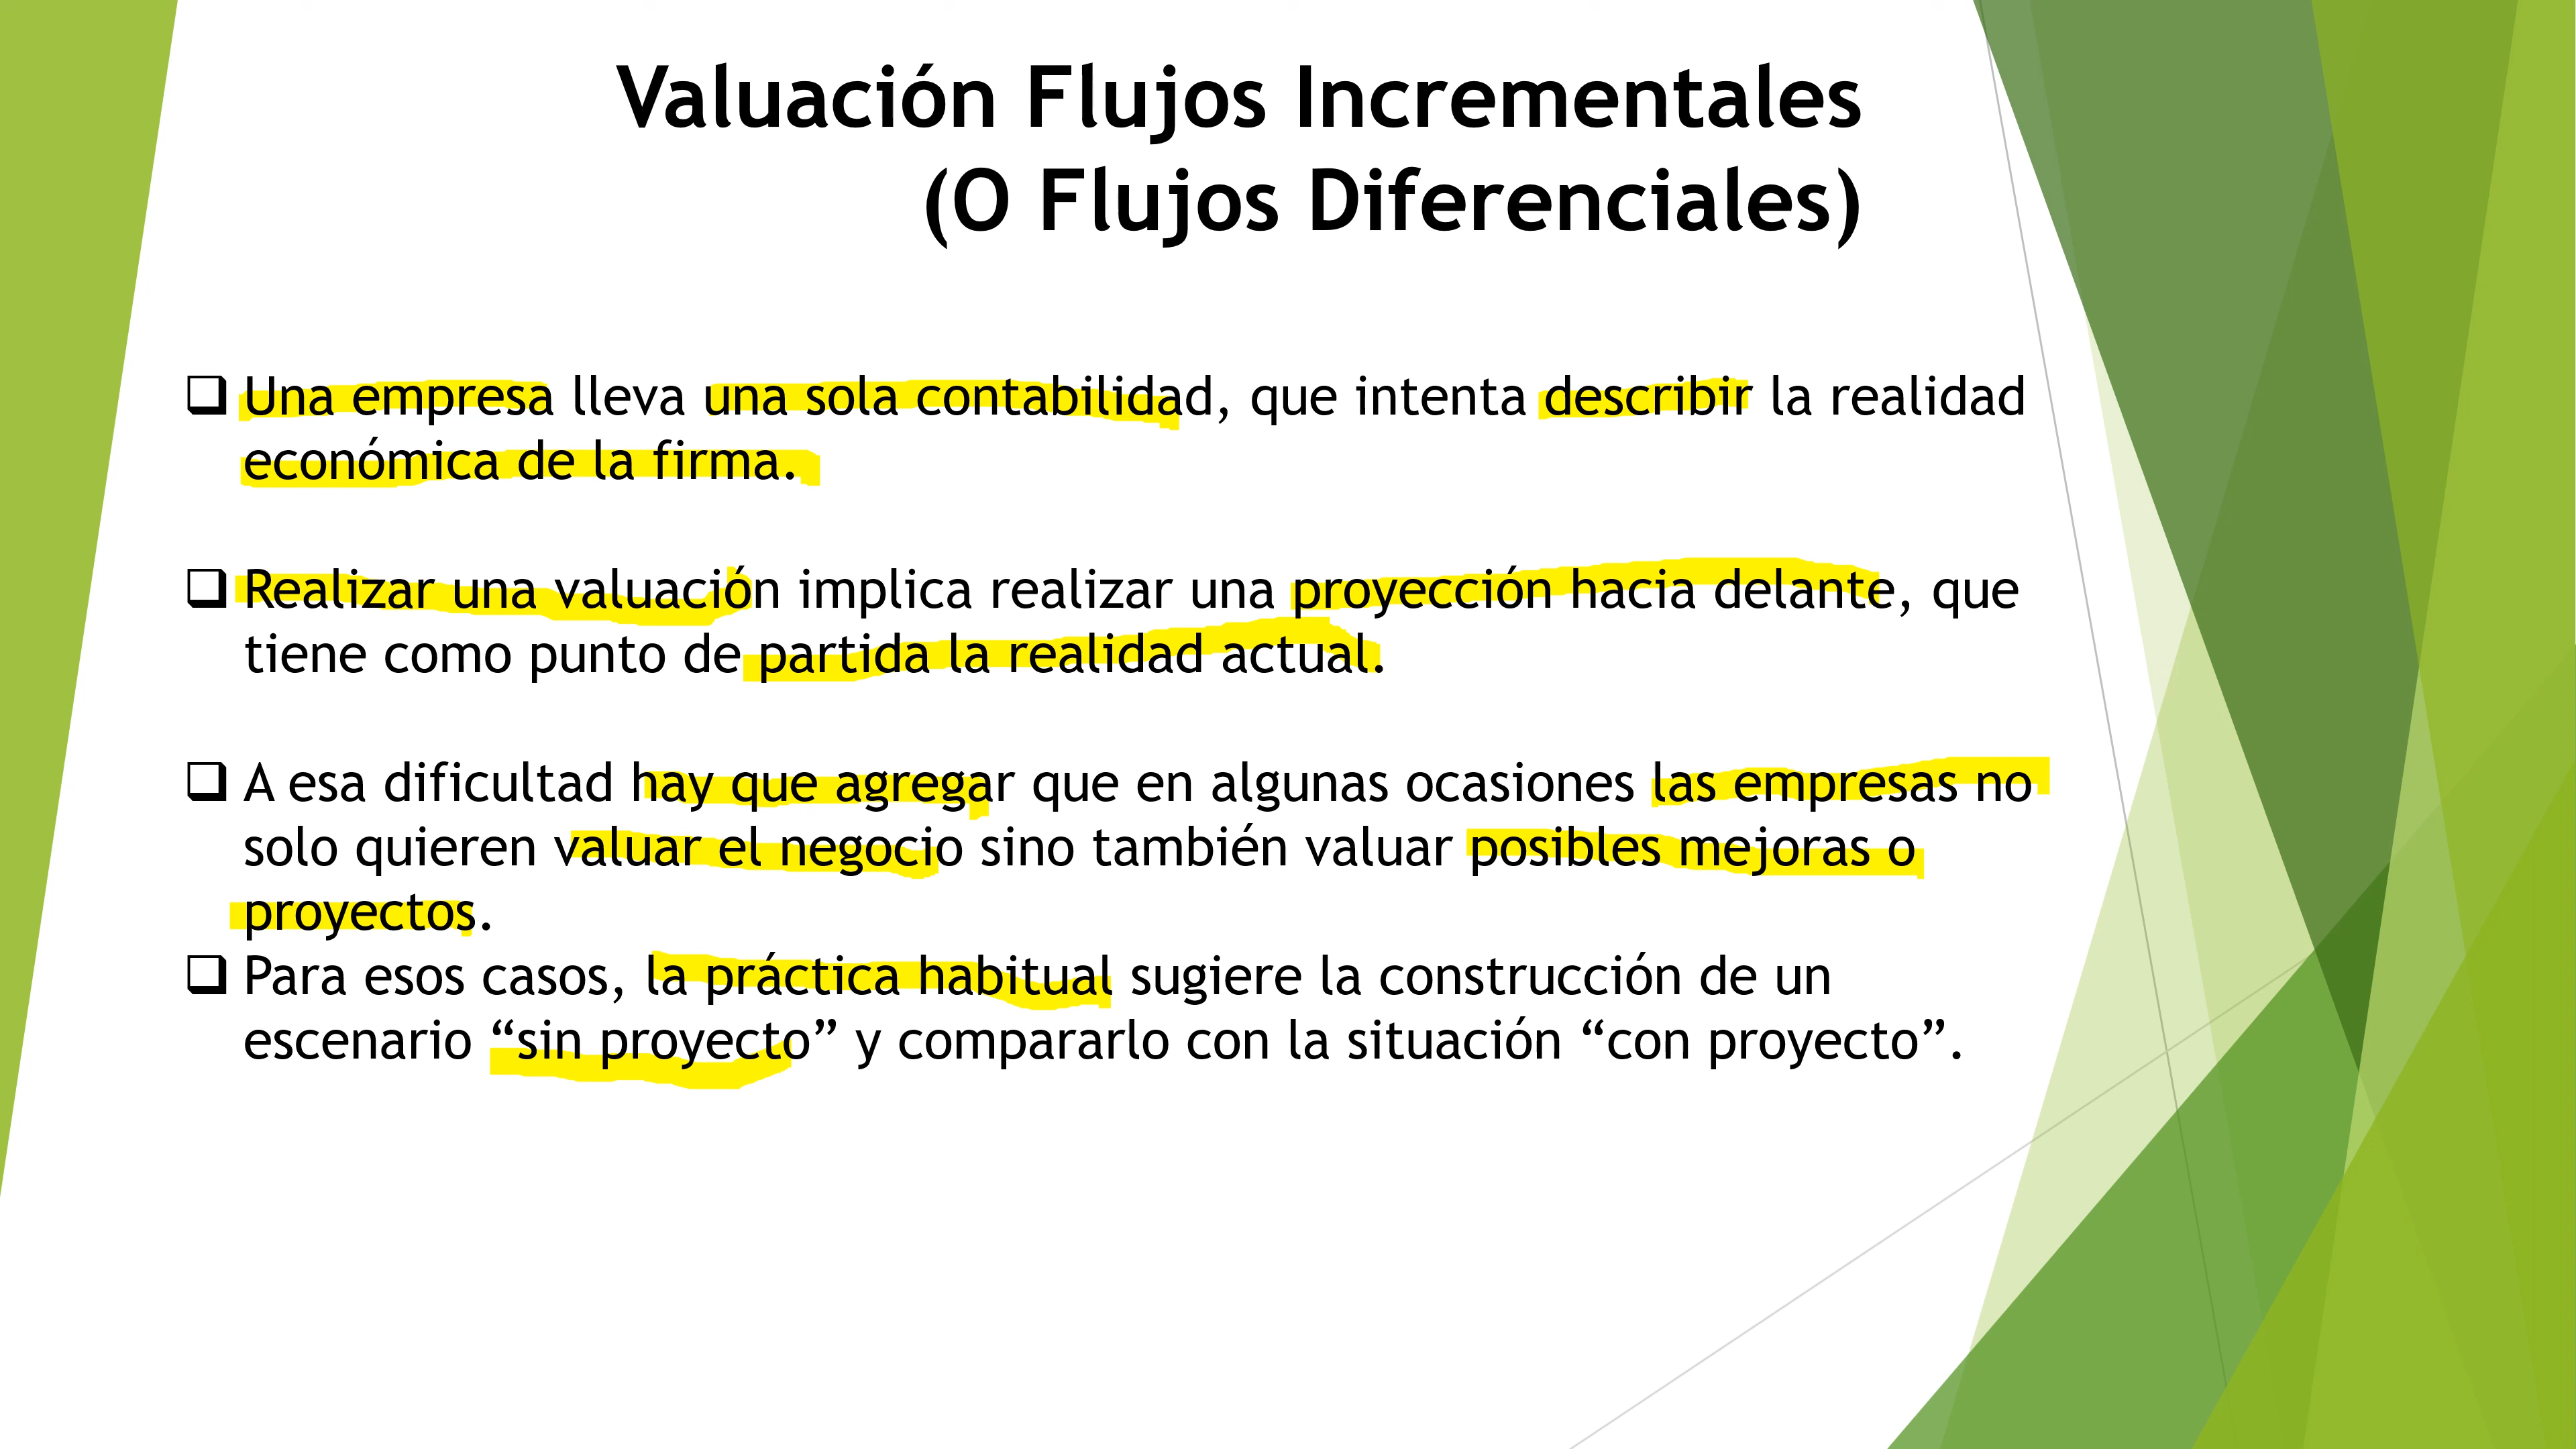 Valuación Flujos Incrementales
(O Flujos Diferenciales)
❑ Una empresa lleva una sola contabilidad, que intenta describir la realidad
económica de la firma.
❑ Realizar una valuación implica realizar una proyección hacia delante, que
tiene como punto de partida la realidad actual.
❑ A esa dificultad hay que agregar que en algunas ocasiones las empresas no
solo quieren valuar el negocio sino también valuar posibles mejoras o
proyectos.
❑ Para esos casos, la práctica habitual sugiere la construcción de un
escenario “sin proyecto” y compararlo con la situación “con proyecto”.